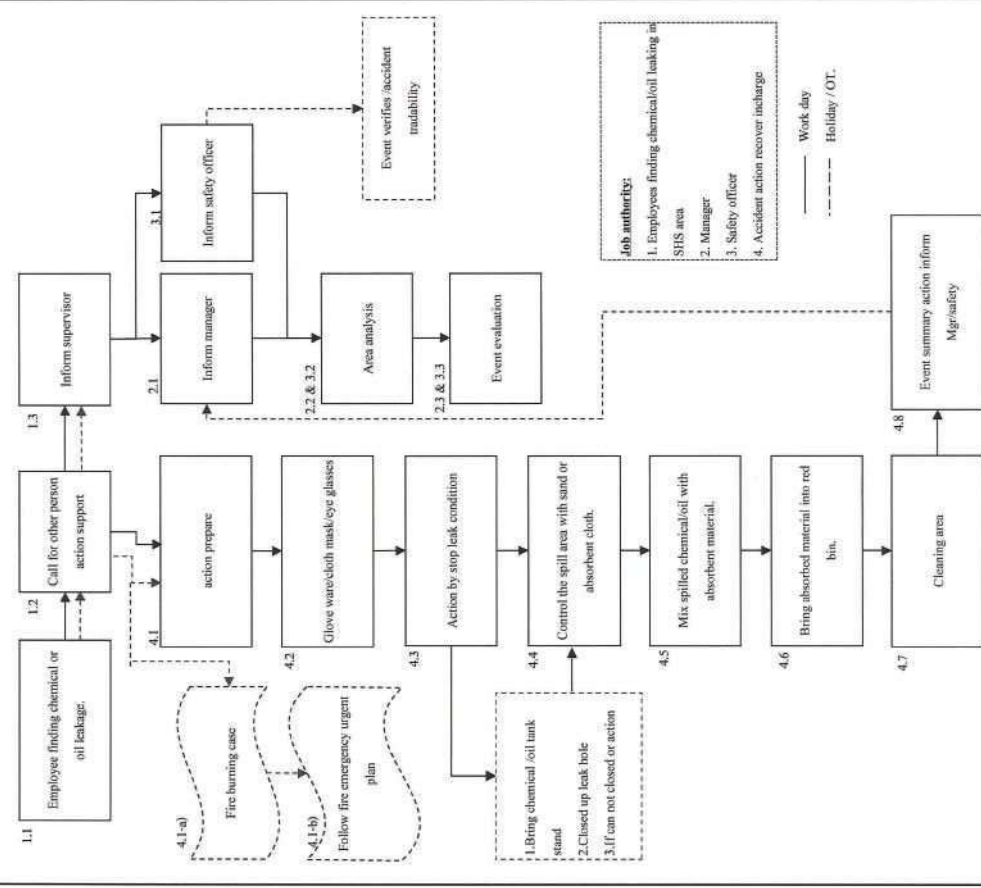 1.1
Employee finding chemical or
oil leakage.
1.2
Call for other person
action support
1.3
Inform supervisor
2.1
Inform manager
3.1
Inform safety officer
Event verifies /accident
tradability
2.2 & 3.2
Area analysis
2.3 & 3.3
Event evaluation
4.1-a)
Fire burning case
4.1-b)
Follow fire emergency urgent
plan
4.1
action prepare
4.2
Glove ware/cloth mask/eye glasses
4.3
Action by stop leak condition
1.Bring chemical /oil tank
stand
2.Closed up leak hole
3.If can not closed or action
4.4
Control the spill area with sand or
absorbent cloth.
4.5
Mix spilled chemical/oil with
absorbent material.
4.6
Bring absorbed material into red
bin.
4.7
Cleaning area
4.8
Event summary action inform
Mgr/safety
Job authority:
1. Employees finding chemical/oil leaking in
SHS area
2. Manager
3. Safety officer
4. Accident action recover incharge
Work day
Holiday / OT.